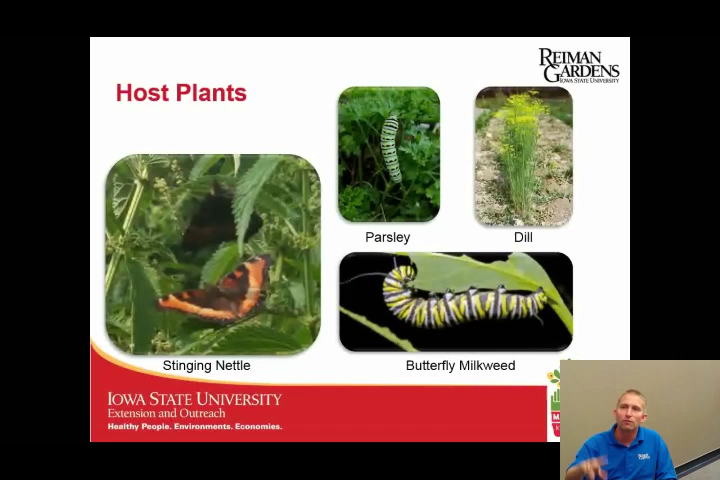 REIMAN
GARDENS
IOWA STATE UNIVERSITY
Host Plants
Parsley
Dill
Stinging Nettle
Butterfly Milkweed
IOWA STATE UNIVERSITY
Extension and Outreach
Healthy People. Environments. Economies.